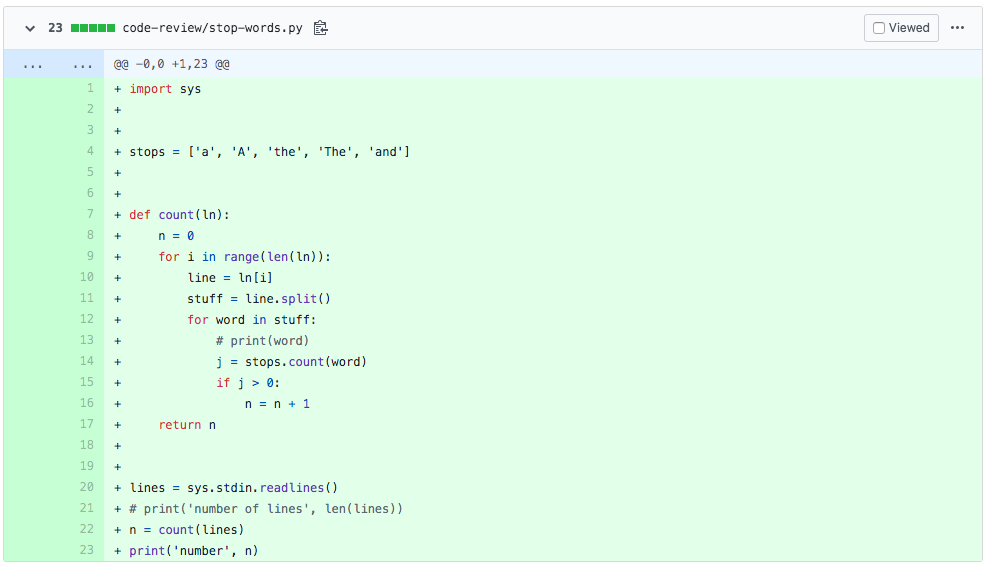 23 code-review/stop-words.py Viewed ...
... ... @@ -0,0 +1,23 @@
1 + import sys
2 +
3 +
4 + stops = ['a', 'A', 'the', 'The', 'and']
5 +
6 +
7 + def count(ln):
8 +     n = 0
9 +     for i in range(len(ln)):
10 +         line = ln[i]
11 +         stuff = line.split()
12 +         for word in stuff:
13 +             # print(word)
14 +             j = stops.count(word)
15 +             if j > 0:
16 +                 n = n + 1
17 +     return n
18 +
19 +
20 + lines = sys.stdin.readlines()
21 + # print('number of lines', len(lines))
22 + n = count(lines)
23 + print('number', n)